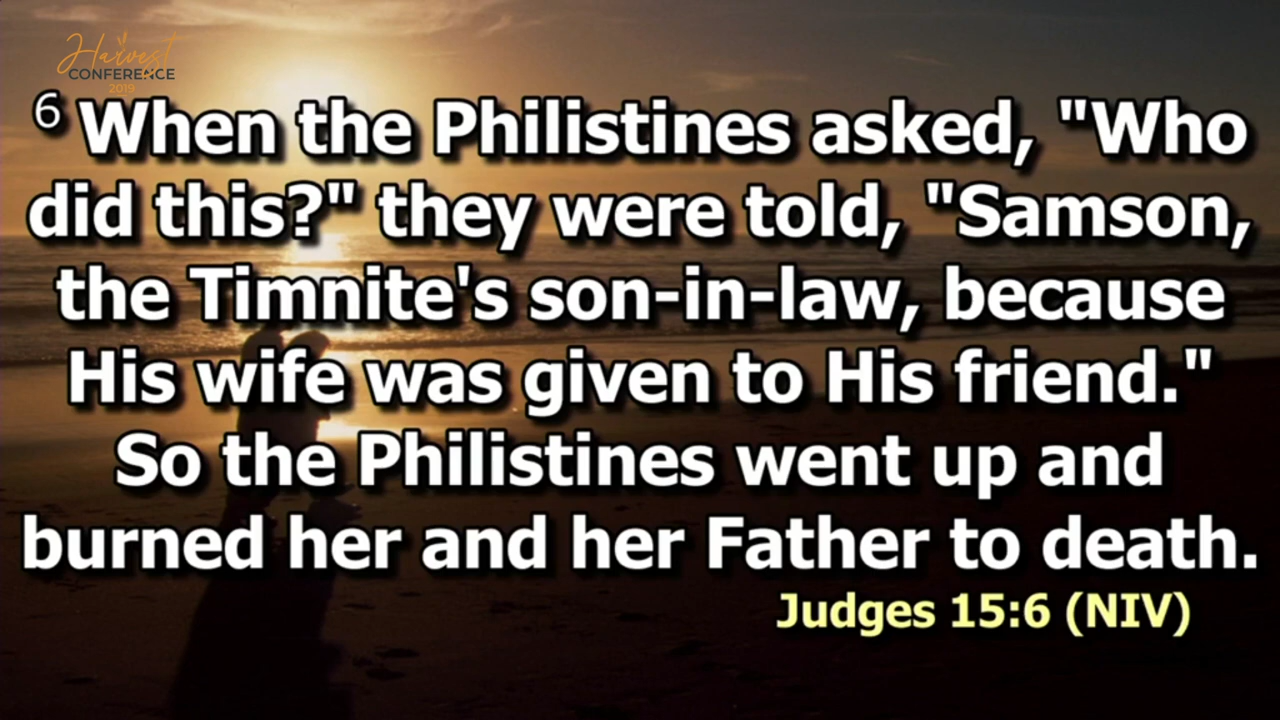 Harvest
CONFERENCE
2019
6 When the Philistines asked, "Who
did this?" they were told, "Samson,
the Timnite's son-in-law, because
His wife was given to His friend."
So the Philistines went up and
burned her and her Father to death.
Judges 15:6 (NIV)